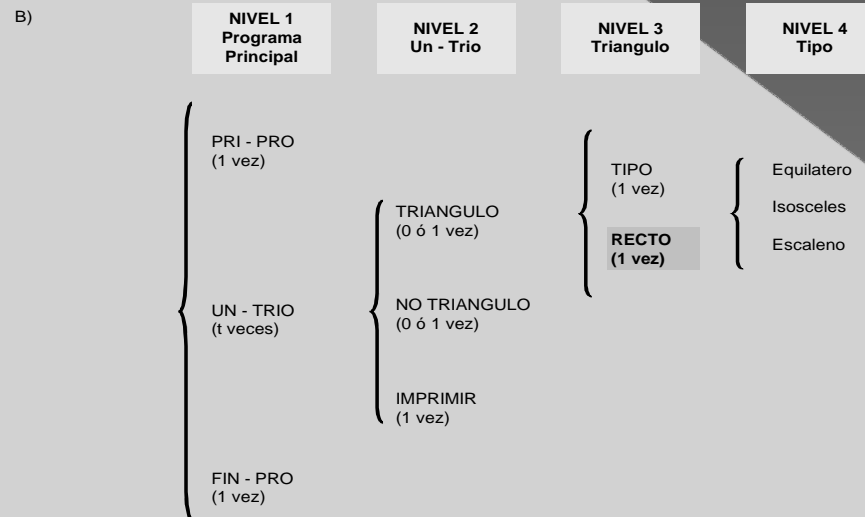 B)
NIVEL 1
Programa
Principal
NIVEL 2
Un - Trio
NIVEL 3
Triangulo
NIVEL 4
Tipo
PRI - PRO
(1 vez)
UN - TRIO
(t veces)
FIN - PRO
(1 vez)
TRIANGULO
(0 ó 1 vez)
NO TRIANGULO
(0 ó 1 vez)
IMPRIMIR
(1 vez)
TIPO
(1 vez)
RECTO
(1 vez)
Equilatero
Isosceles
Escaleno